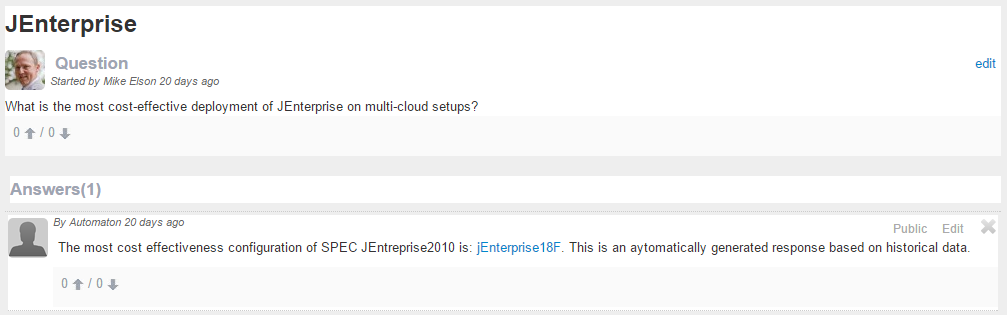 JEnterprise
Question
edit
Started by Mike Elson 20 days ago
What is the most cost-effective deployment of JEnterprise on multi-cloud setups?
0 / 0
Answers(1)
By Automaton 20 days ago
Public Edit
The most cost effectiveness configuration of SPEC JEntreprise2010 is: jEnterprise18F. This is an aytomatically generated response based on historical data.
0 / 0